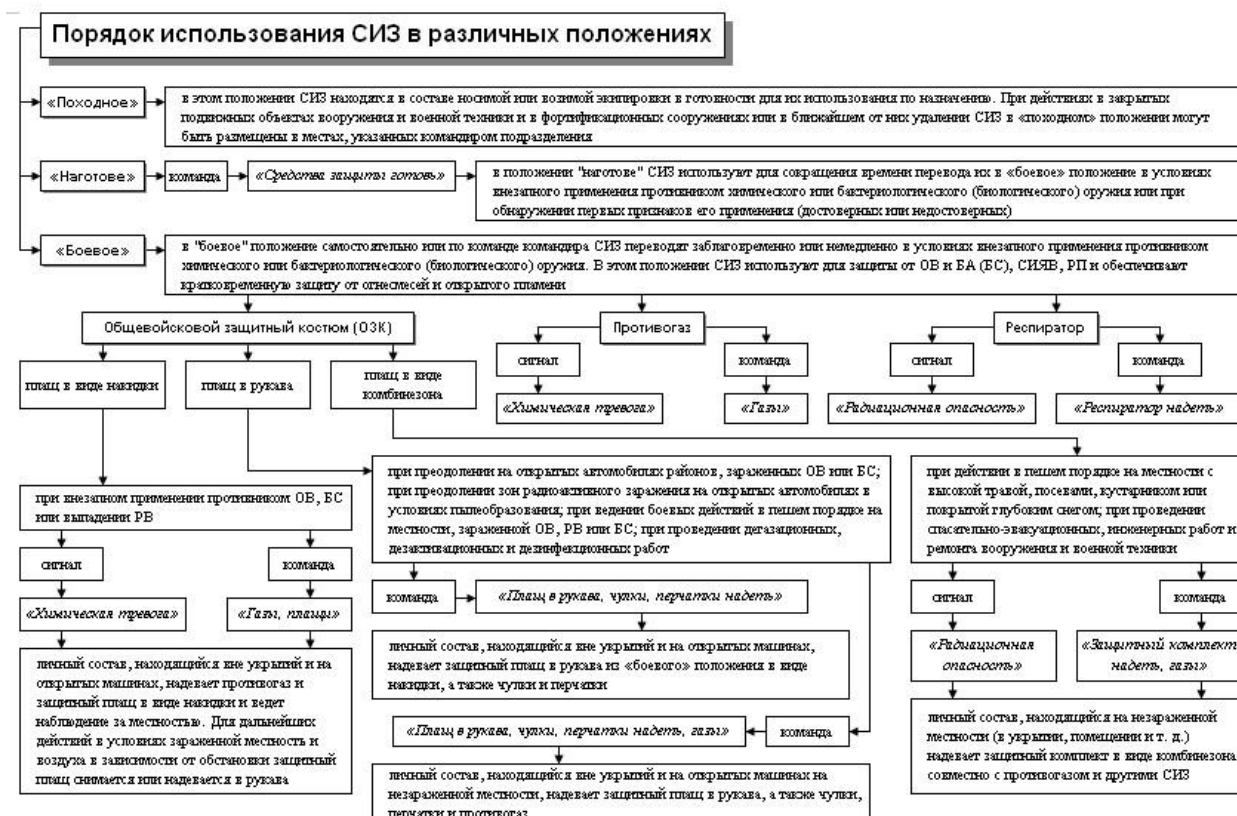 Порядок использования СИЗ в различных положениях
«Походное»
в этом положении СИЗ находятся в составе носимой или возимой экипировки в готовности для их использования по назначению. При действиях в закрытых
подвижных объектах вооружения и военной техники и в фортификационных сооружениях или в ближайшем от них удалении СИЗ в «походном» положении могут
быть размещены в местах, указанных командиром подразделения
«Наготове»
команда
«Средства защиты готовь»
в положении "наготове" СИЗ используют для сокращения времени перевода их в «боевое» положение в условиях
внезапного применения противником химического или бактериологического (биологического) оружия или при
обнаружении первых признаков его применения (достоверных или недостоверных)
«Боевое»
в "боевое" положение самостоятельно или по команде командира СИЗ переводят заблаговременно или немедленно в условиях внезапного применения противником
химического или бактериологического (биологического) оружия. В этом положении СИЗ используют для защиты от ОВ и БА (БС), СИЯВ, РП и обеспечивают
кратковременную защиту от огнесмесей и открытого пламени
Общевойсковой защитный костюм (ОЗК)
Противогаз
Респиратор
сигнал
команда
сигнал
команда
плащ в виде накидки
плащ в рукава
плащ в виде
комбинезона
«Химическая тревога»
«Газы»
«Радиационная опасность»
«Респиратор надеть»
при внезапном применении противником ОВ, БС
или выпадении РВ
сигнал
команда
«Химическая тревога»
«Газы, плащи»
личный состав, находящийся вне укрытий и на
открытых машинах, надевает противогаз и
защитный плащ в виде накидки и ведет
наблюдение за местностью. Для дальнейших
действий в условиях зараженной местность и
воздуха в зависимости от обстановки защитный
плащ снимается или надевается в рукава
при преодолении на открытых автомобилях районов, зараженных ОВ или БС;
при преодолении зон радиоактивного заражения на открытых автомобилях в
условиях пылеобразования; при ведении боевых действий в пешем порядке на
местности, зараженной ОВ, РВ или БС; при проведении дегазационных,
дезактивационных и дезинфекционных работ
команда
«Плащ в рукава, чулки, перчатки надеть»
личный состав, находящийся вне укрытий и на открытых машинах,
надевает защитный плащ в рукава из «боевого» положения в виде
накидки, а также чулки и перчатки
«Плащ в рукава, чулки, перчатки надеть, газы»
команда
личный состав, находящийся вне укрытий и на открытых машинах на
незараженной местности, надевает защитный плащ в рукава, а также чулки,
перчатки и противогаз
при действии в пешем порядке на местности с
высокой травой, посевами, кустарником или
покрытой глубоким снегом; при проведении
спасательно-эвакуационных, инженерных работ и
ремонта вооружения и военной техники
сигнал
команда
«Радиационная
опасность»
«Защитный комплект
надеть, газы»
личный состав, находящийся на незараженной
местности (в укрытии, помещении и т. д.)
надевает защитный комплект в виде комбинезона
совместно с противогазом и другими СИЗ